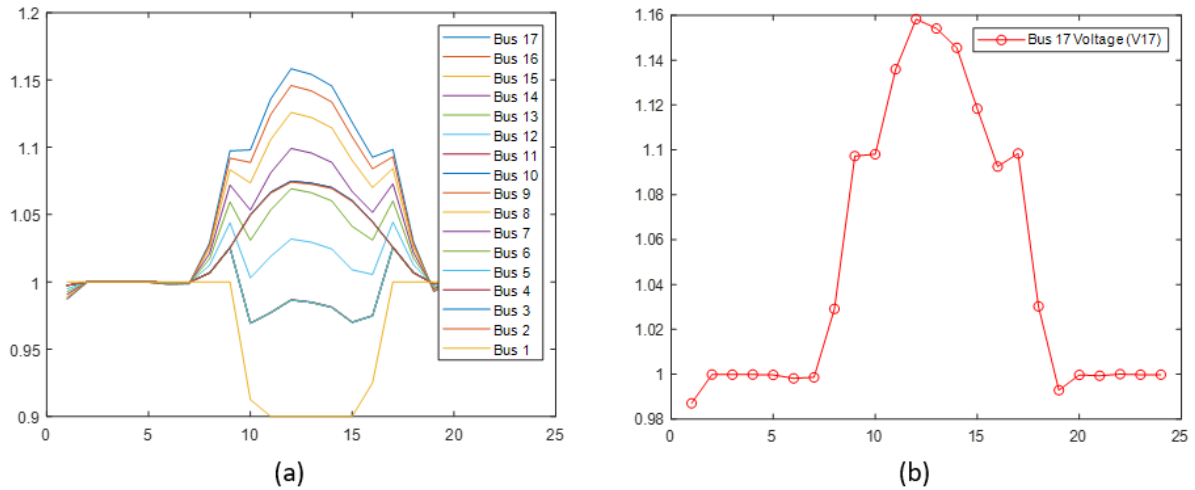 1.2
1.15
1.1
1.05
1
0.95
0.9
0
5
10
15
20
25
Bus 17
Bus 16
Bus 15
Bus 14
Bus 13
Bus 12
Bus 11
Bus 10
Bus 9
Bus 8
Bus 7
Bus 6
Bus 5
Bus 4
Bus 3
Bus 2
Bus 1
(a)
1.16
1.14
1.12
1.10
1.08
1.06
1.04
1.02
1
0.98
0
5
10
15
20
25
Bus 17 Voltage (V17)
(b)